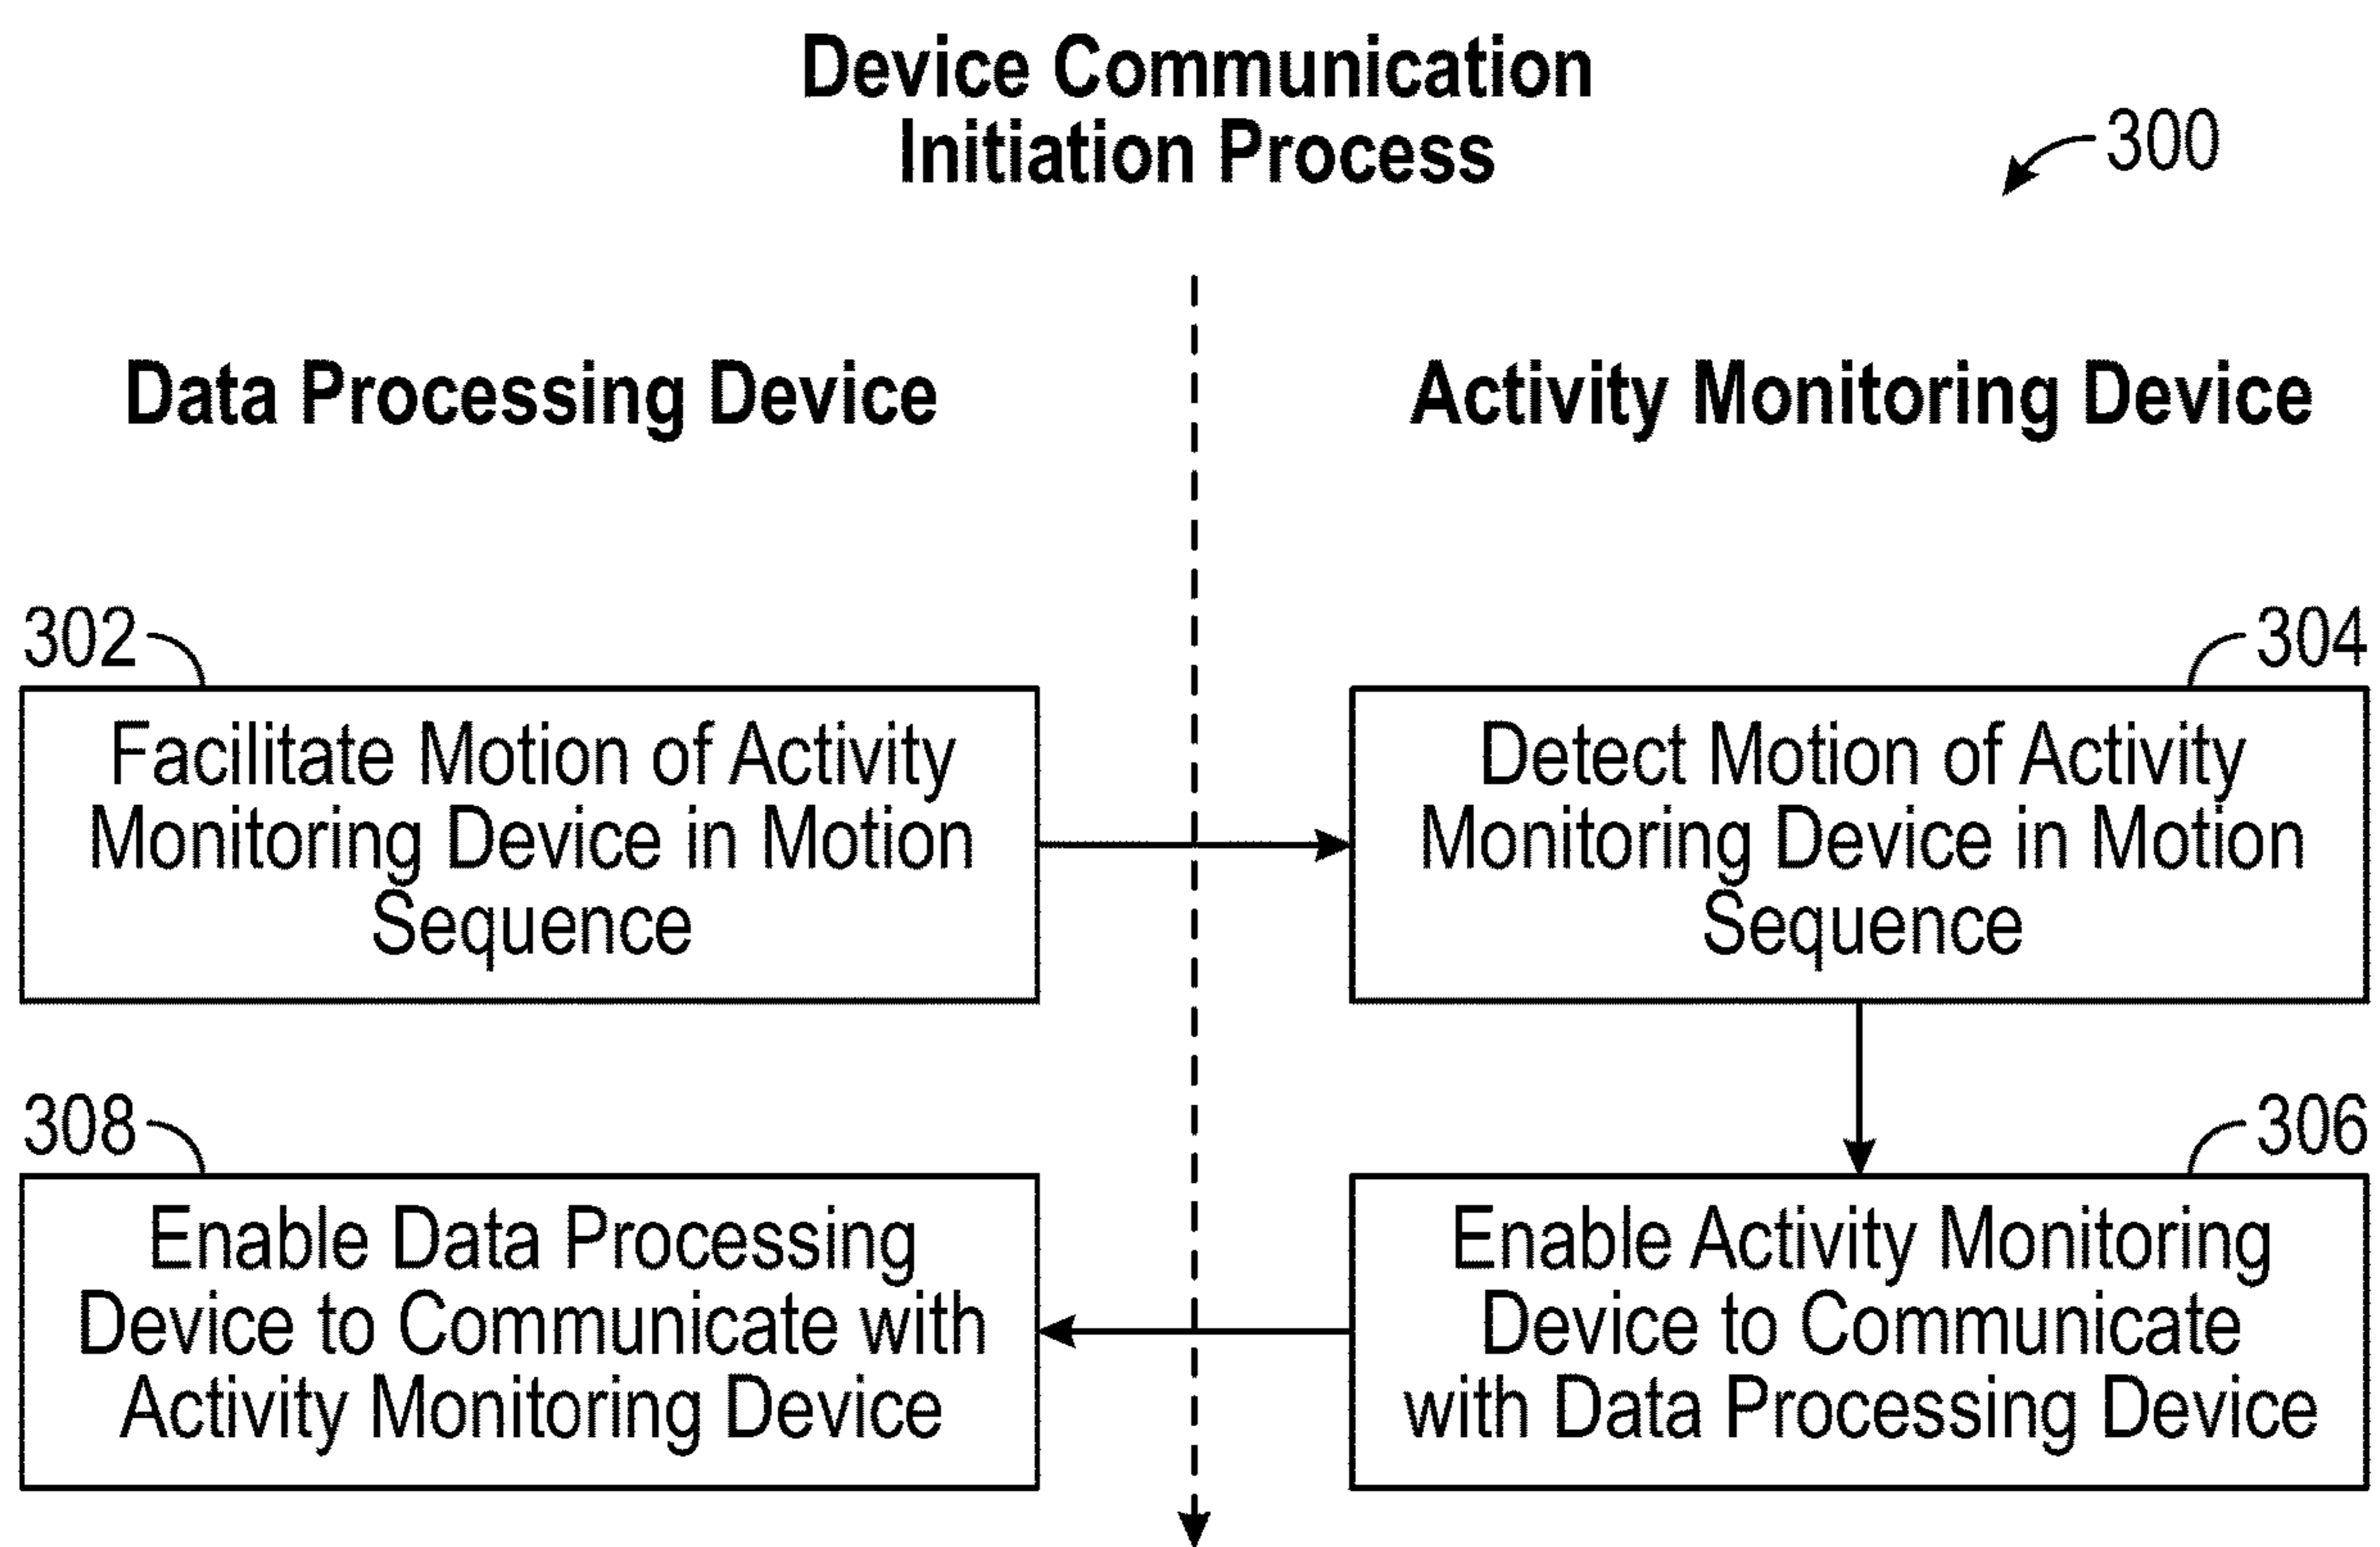 Device Communication
Initiation Process
300
Data Processing Device
Activity Monitoring Device
302
Facilitate Motion of Activity
Monitoring Device in Motion
Sequence
304
Detect Motion of Activity
Monitoring Device in Motion
Sequence
308
Enable Data Processing
Device to Communicate with
Activity Monitoring Device
306
Enable Activity Monitoring
Device to Communicate
with Data Processing Device